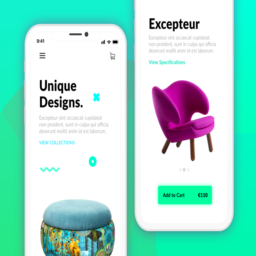 9:41
Unique
Designs.
Excepteur sint occaecat cupidatat non
proident, sunt in culpa qui officia
deserunt mollit anim id est laborum.
VIEW COLLECTIONS
Excepteur
Excepteur sint occaecat cupidatat non
proident, sunt in culpa qui officia
deserunt mollit anim id est laborum.
View Specifications
Add to Cart €150